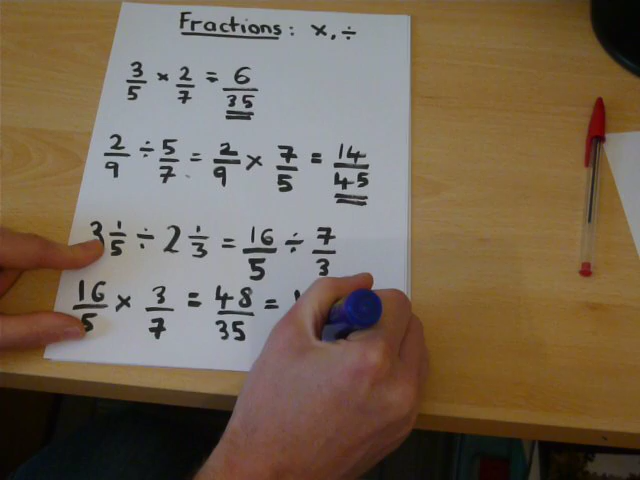 Fractions: ×, ÷
3/5 × 2/7 = 6/35
2/9 ÷ 5/7 = 2/9 × 7/5 = 14/45
3 1/5 ÷ 2 1/3 = 16/5 ÷ 7/3
16/5 × 3/7 = 48/35 =